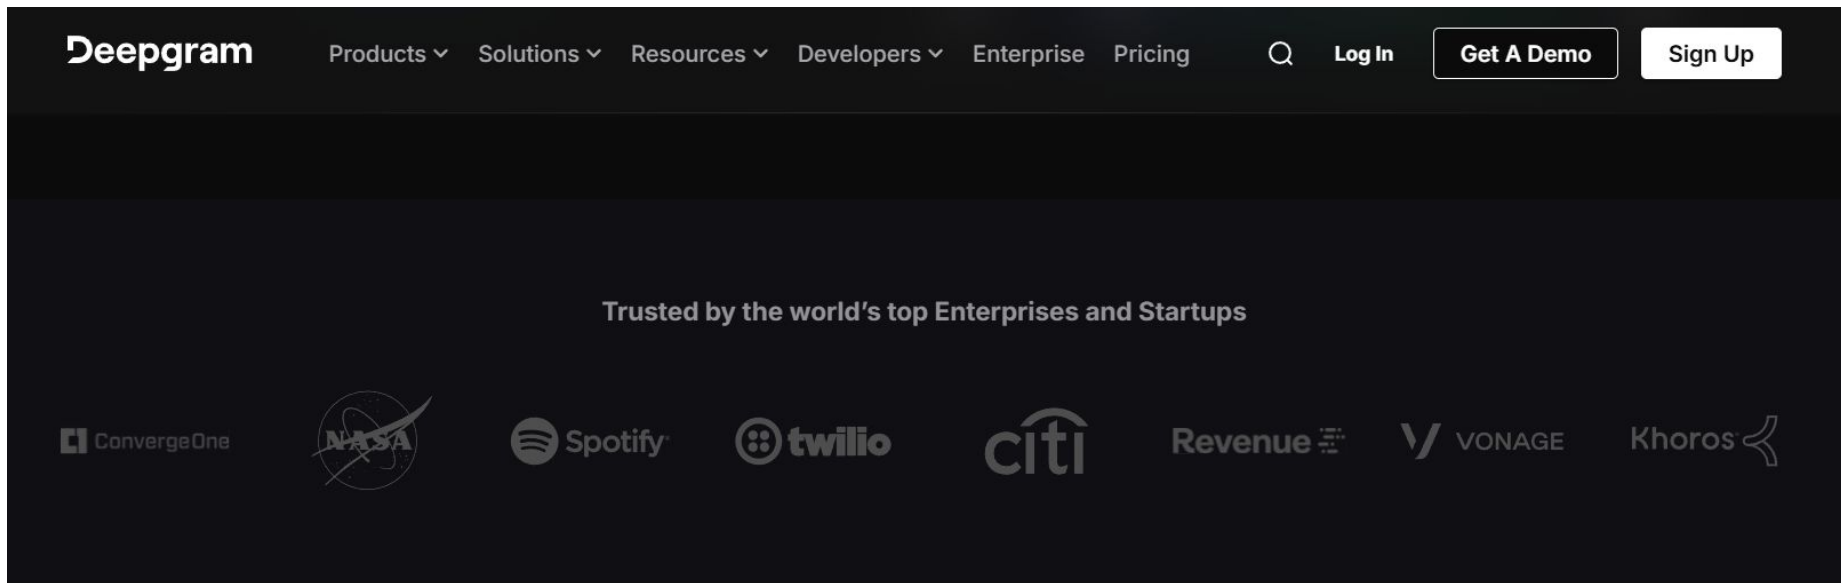 Deepgram Products Solutions Resources Developers Enterprise Pricing Log In Get A Demo Sign Up
Trusted by the world's top Enterprises and Startups
ConvergeOne NASA Spotify twilio citi Revenue VONAGE Khoros